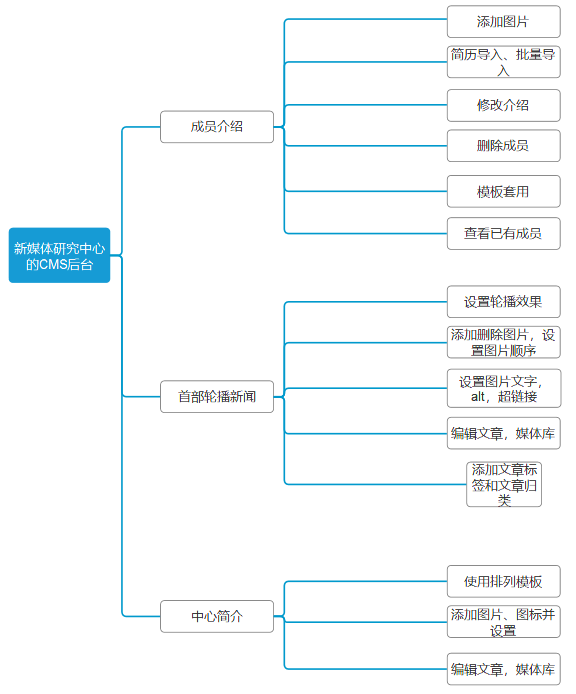 新媒体研究中心
的CMS后台
成员介绍
添加图片
简历导入、批量导
入
修改介绍
删除成员
模板套用
查看已有成员
首部轮播新闻
设置轮播效果
添加删除图片，设
置图片顺序
设置图片文字，
alt，超链接
编辑文章，媒体库
添加文章标
签和文章归
类
中心简介
使用排列模板
添加图片、图标并
设置
编辑文章，媒体库